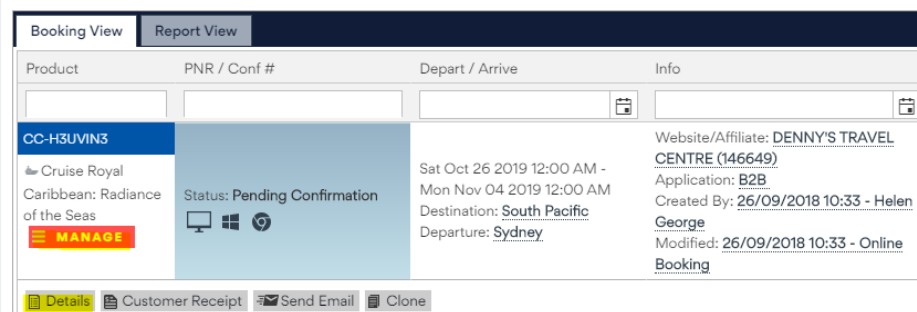 Booking View Report View
Product PNR / Conf # Depart / Arrive Info
CC-H3UVIN3
Cruise Royal
Caribbean: Radiance
of the Seas
MANAGE
Status: Pending Confirmation
Sat Oct 26 2019 12:00 AM -
Mon Nov 04 2019 12:00 AM
Destination: South Pacific
Departure: Sydney
Website/Affiliate: DENNY'S TRAVEL
CENTRE (146649)
Application: B2B
Created By: 26/09/2018 10:33 - Helen
George
Modified: 26/09/2018 10:33 - Online
Booking
Details Customer Receipt Send Email Clone